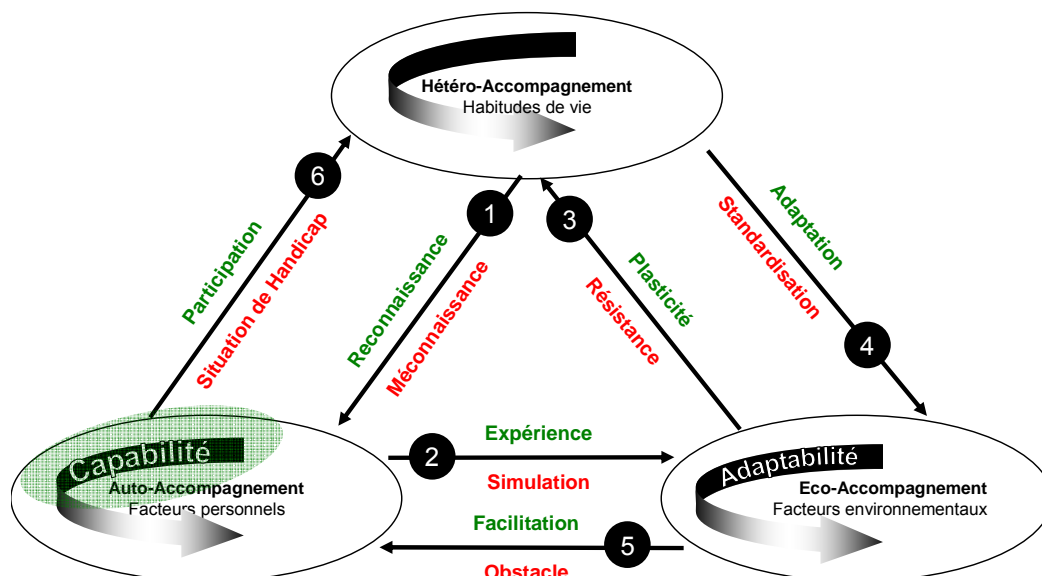 Hétéro-Accompagnement
Habitudes de vie
6
1
3
4
Participation
Situation de Handicap
Reconnaissance
Méconnaissance
Plasticité
Résistance
Adaptation
Standardisation
Capabilité
Auto-Accompagnement
Facteurs personnels
2
Expérience
Simulation
Facilitation
5
Obstacle
Adaptabilité
Eco-Accompagnement
Facteurs environnementaux